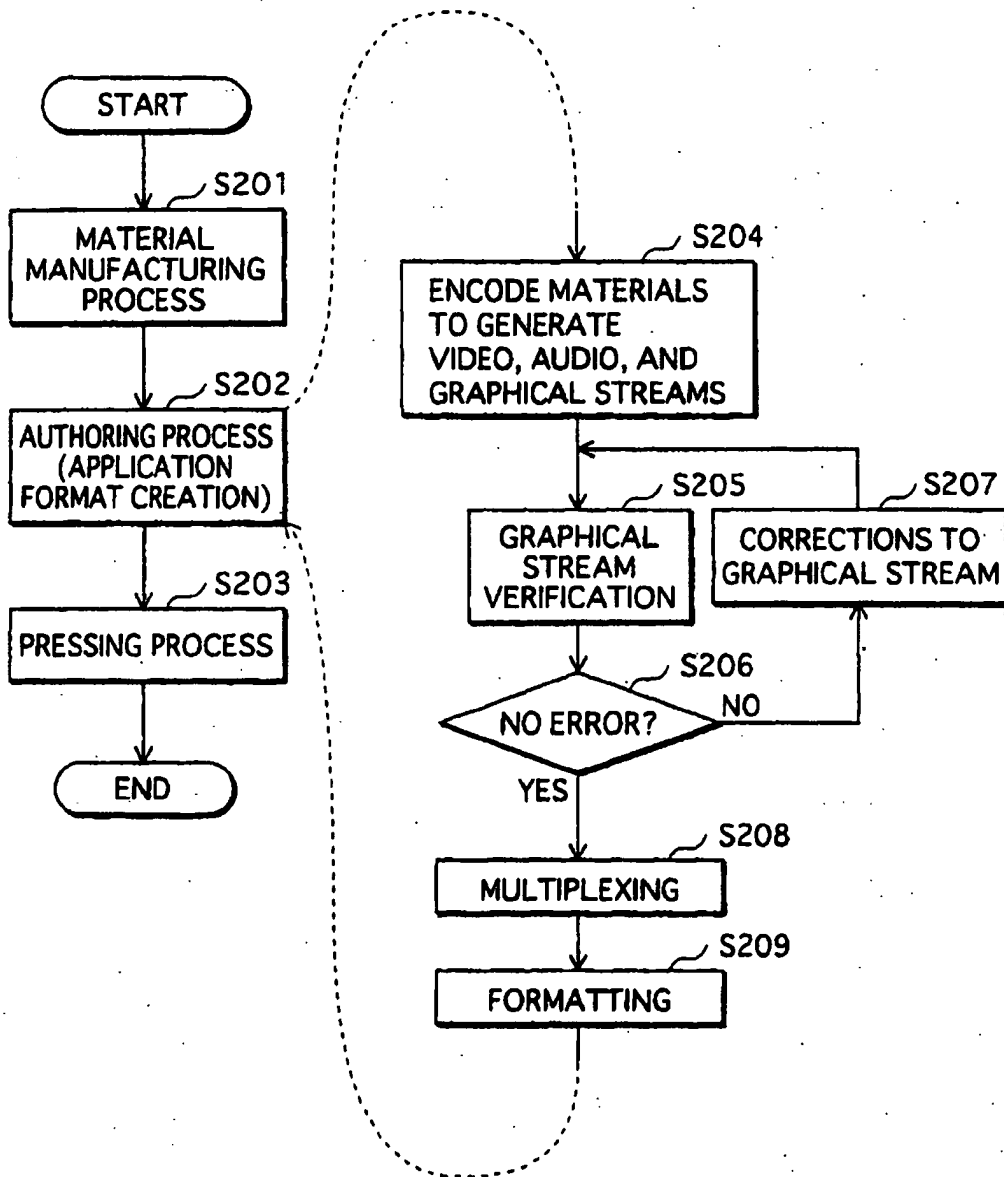 START
S201
MATERIAL
MANUFACTURING
PROCESS
S202
AUTHORING PROCESS
(APPLICATION
FORMAT CREATION)
S203
PRESSING PROCESS
END
S204
ENCODE MATERIALS
TO GENERATE
VIDEO, AUDIO, AND
GRAPHICAL STREAMS
S205
GRAPHICAL
STREAM
VERIFICATION
S207
CORRECTIONS TO
GRAPHICAL STREAM
S206
NO ERROR?
NO
YES
S208
MULTIPLEXING
S209
FORMATTING